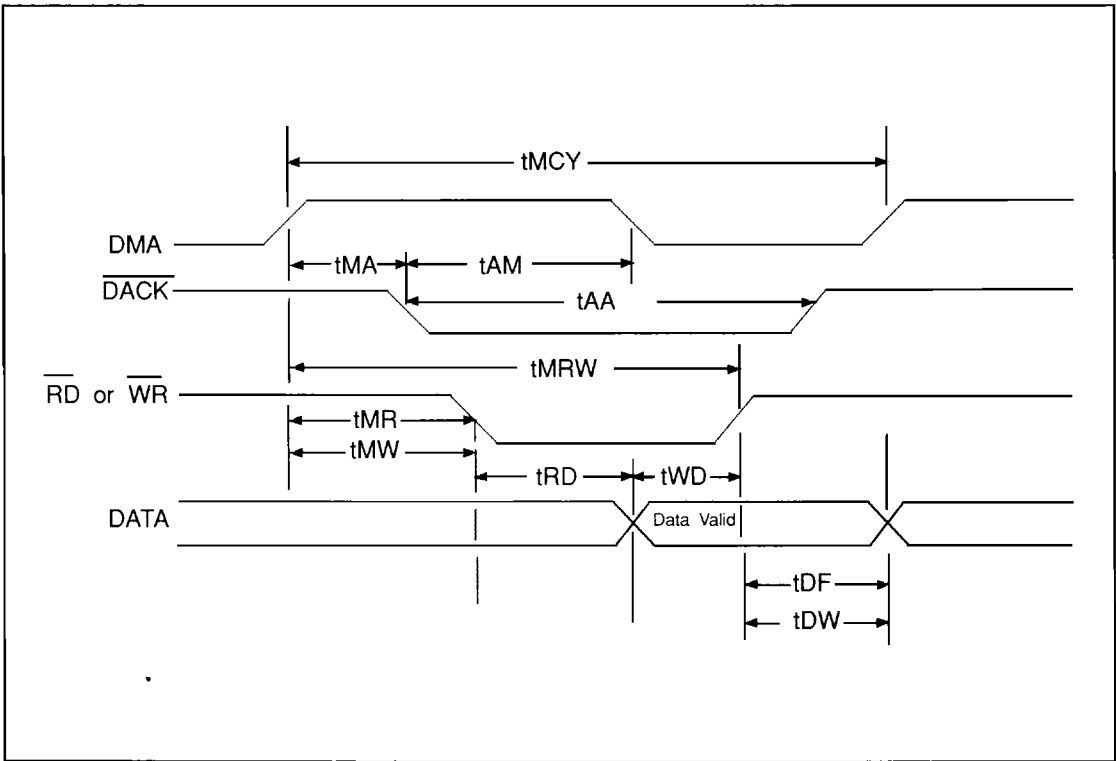 tMCY
DMA
tMA tAM
DACK
tAA
tMRW
RD or WR
tMR
tMW
tRD tWD
DATA Data Valid
tDF
tDW